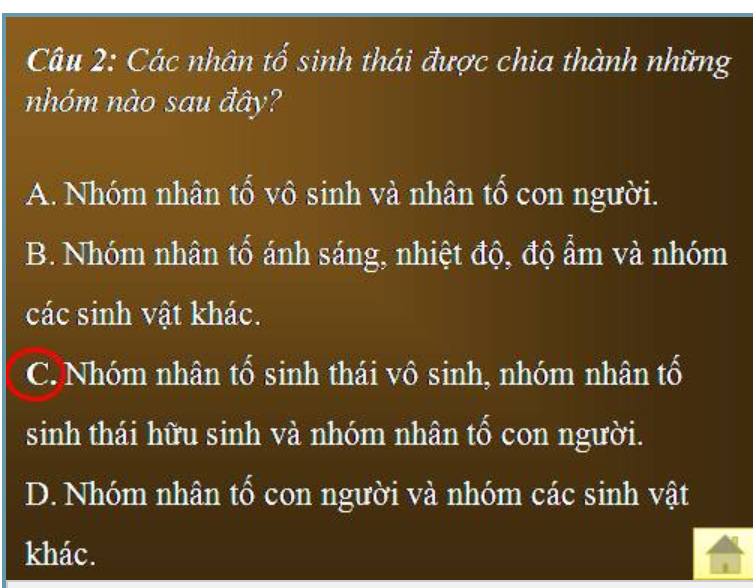 Câu 2: Các nhân tố sinh thái được chia thành những
nhóm nào sau đây?
A. Nhóm nhân tố vô sinh và nhân tố con người.
B. Nhóm nhân tố ánh sáng, nhiệt độ, độ ẩm và nhóm
các sinh vật khác.
C. Nhóm nhân tố sinh thái vô sinh, nhóm nhân tố
sinh thái hữu sinh và nhóm nhân tố con người.
D. Nhóm nhân tố con người và nhóm các sinh vật
khác.